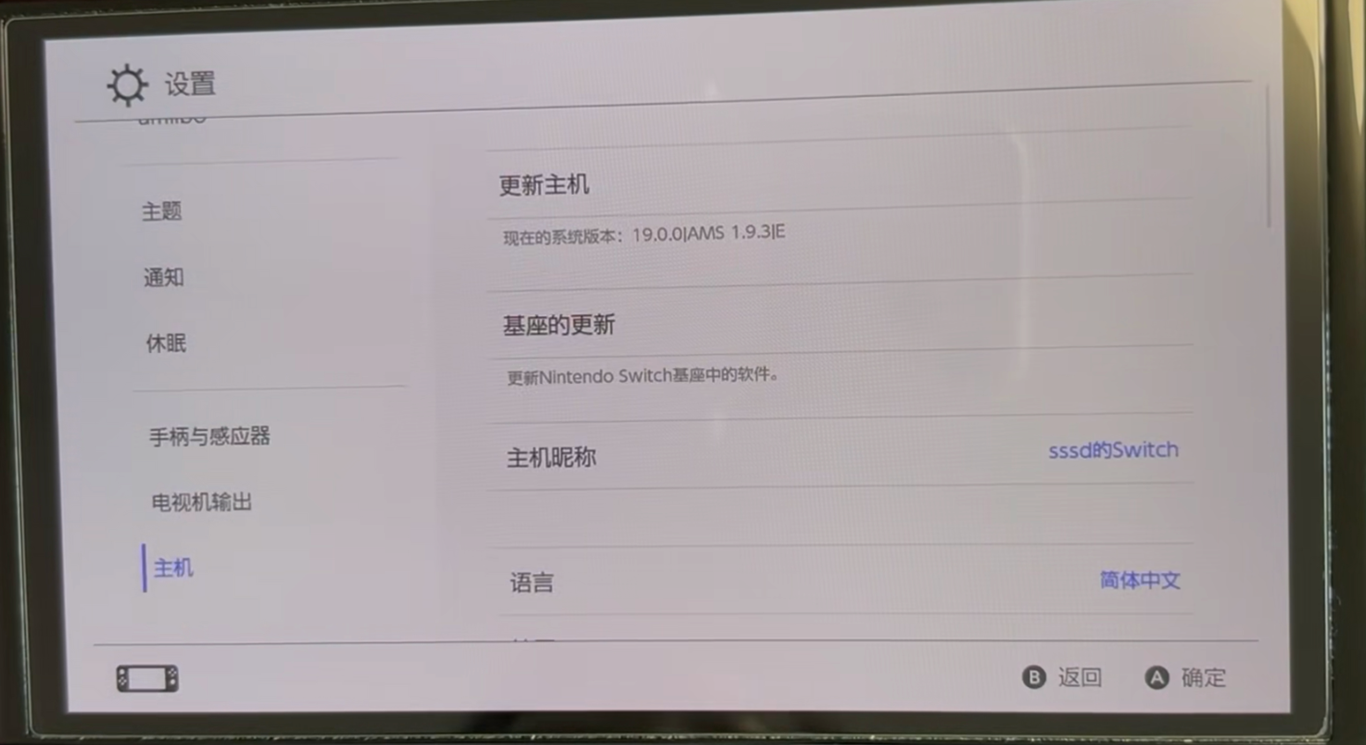 设置
amiibo
主题
通知
休眠
手柄与感应器
电视机输出
主机
更新主机
现在的系统版本：19.0.0|AMS 1.9.3|E
基座的更新
更新Nintendo Switch基座中的软件。
主机昵称
sssd的Switch
语言
简体中文
B 返回
A 确定